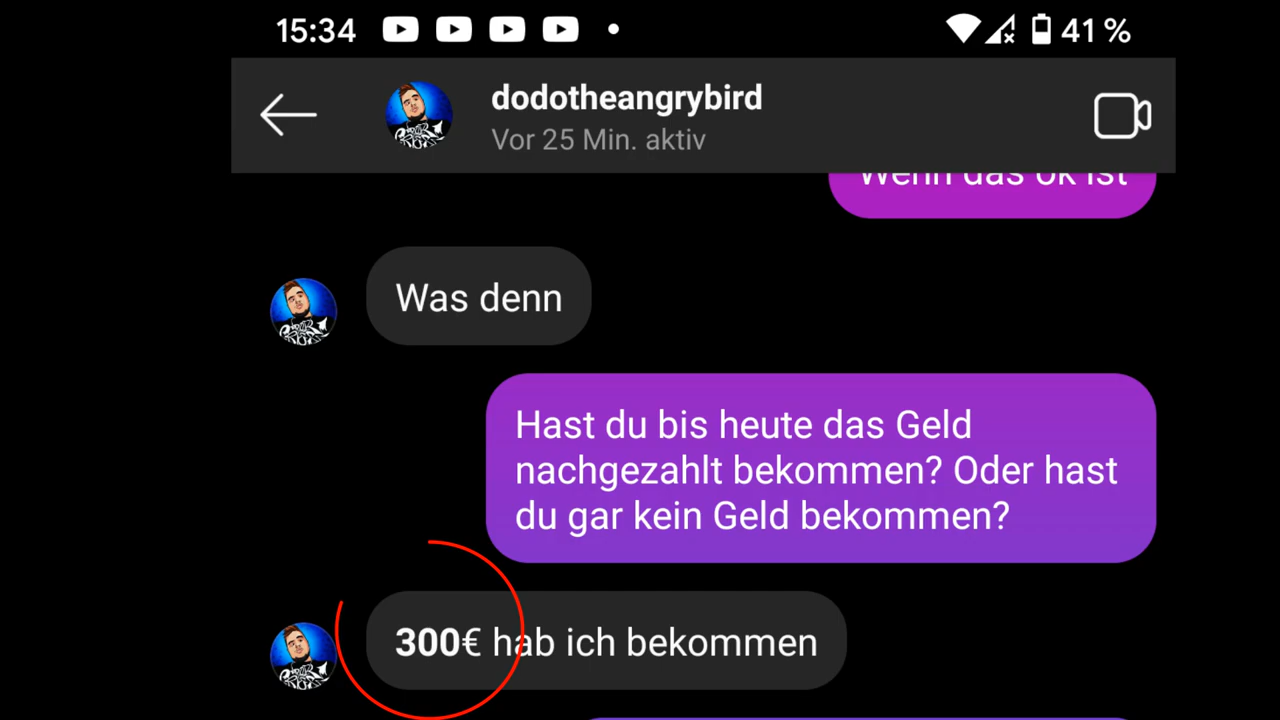 15:34 41 %
dodotheangrybird
Vor 25 Min. aktiv
Wenn das ok ist
Was denn
Hast du bis heute das Geld
nachgezahlt bekommen? Oder hast
du gar kein Geld bekommen?
300€ hab ich bekommen